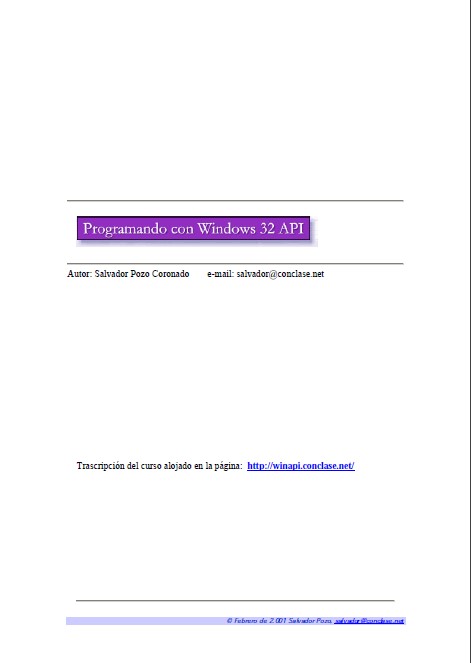 Programando con Windows 32 API
Autor: Salvador Pozo Coronado e-mail: salvador@conclase.net
Trascripción del curso alojado en la página: http://winapi.conclase.net/
© Febrero de 2.001 Salvador Pozo, salvador@conclase.net